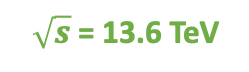 √s = 13.6 TeV